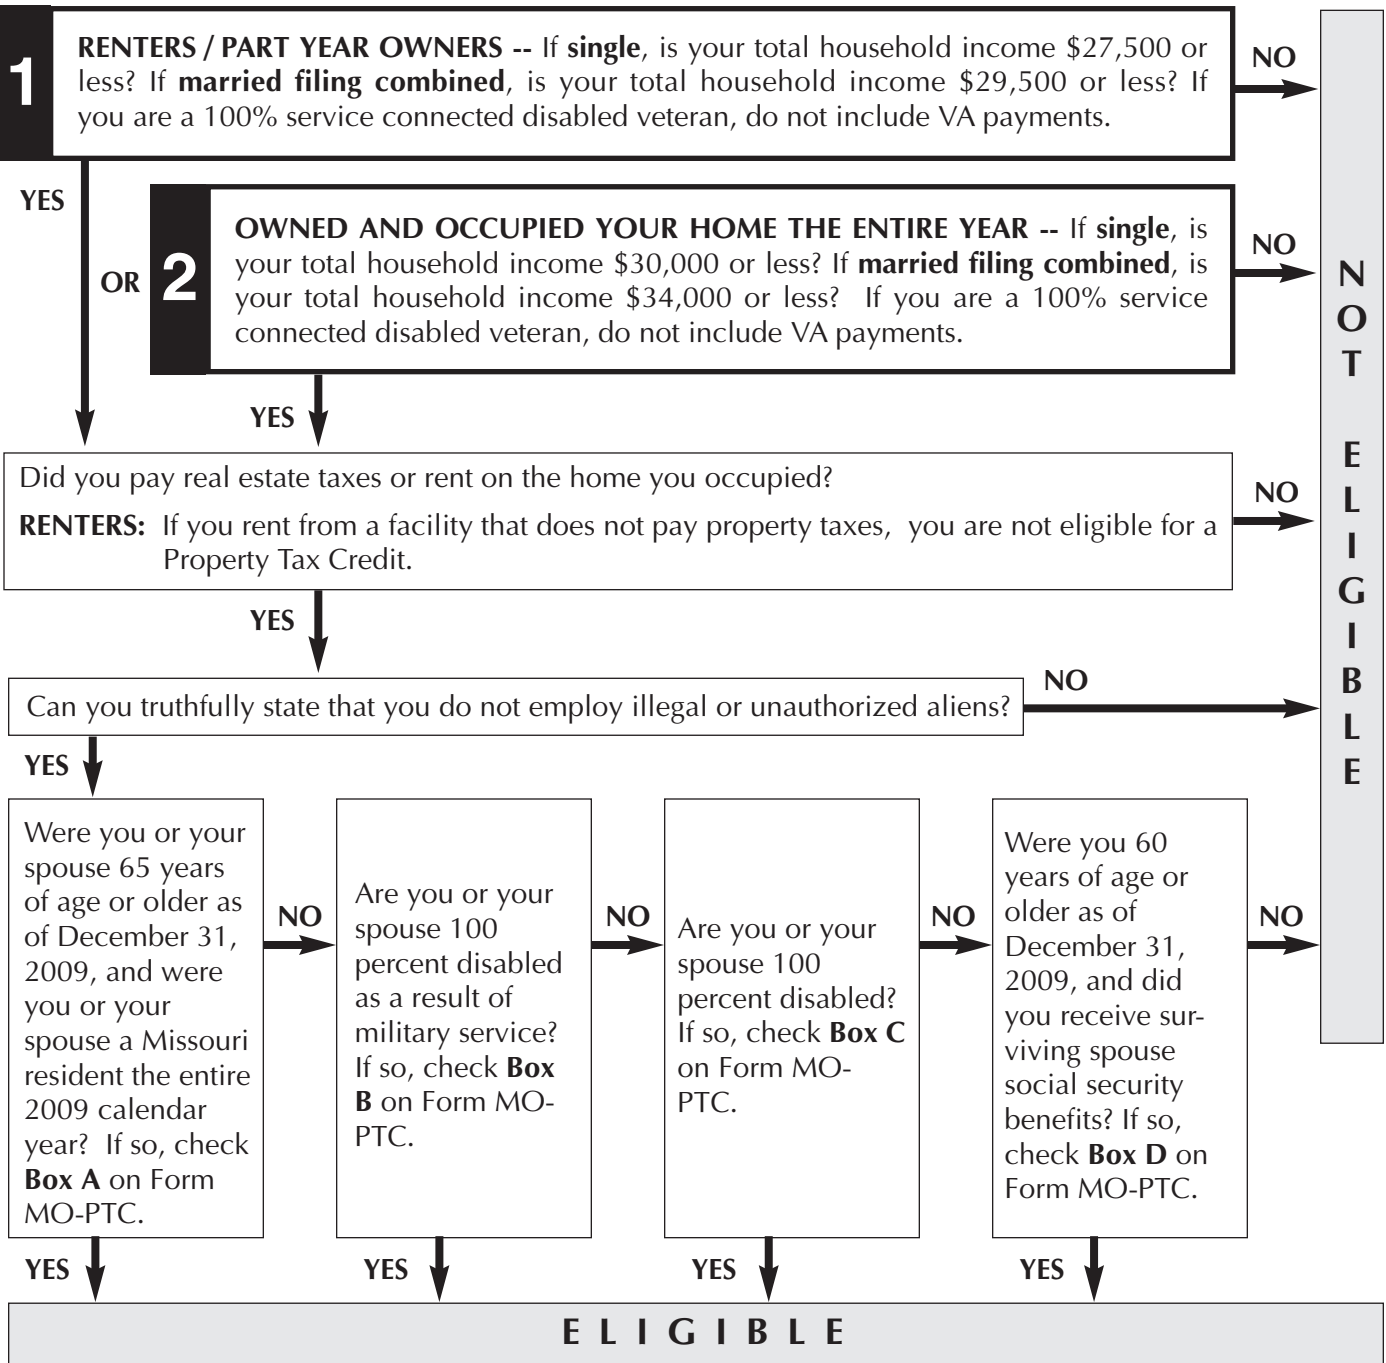 1
RENTERS / PART YEAR OWNERS -- If single, is your total household income $27,500 or
less? If married filing combined, is your total household income $29,500 or less? If
you are a 100% service connected disabled veteran, do not include VA payments.
NO
YES
OR
2
OWNED AND OCCUPIED YOUR HOME THE ENTIRE YEAR -- If single, is
your total household income $30,000 or less? If married filing combined, is
your total household income $34,000 or less? If you are a 100% service
connected disabled veteran, do not include VA payments.
NO
YES
Did you pay real estate taxes or rent on the home you occupied?
RENTERS: If you rent from a facility that does not pay property taxes, you are not eligible for a
Property Tax Credit.
NO
YES
Can you truthfully state that you do not employ illegal or unauthorized aliens?
NO
YES
Were you or your
spouse 65 years
of age or older as
of December 31,
2009, and were
you or your
spouse a Missouri
resident the entire
2009 calendar
year? If so, check
Box A on Form
MO-PTC.
NO
YES
Are you or your
spouse 100
percent disabled
as a result of
military service?
If so, check Box
B on Form MO-
PTC.
NO
YES
Are you or your
spouse 100
percent disabled?
If so, check Box C
on Form MO-
PTC.
NO
YES
Were you 60
years of age or
older as of
December 31,
2009, and did
you receive sur-
viving spouse
social security
benefits? If so,
check Box D on
Form MO-PTC.
NO
YES
NOT ELIGIBLE
ELIGIBLE